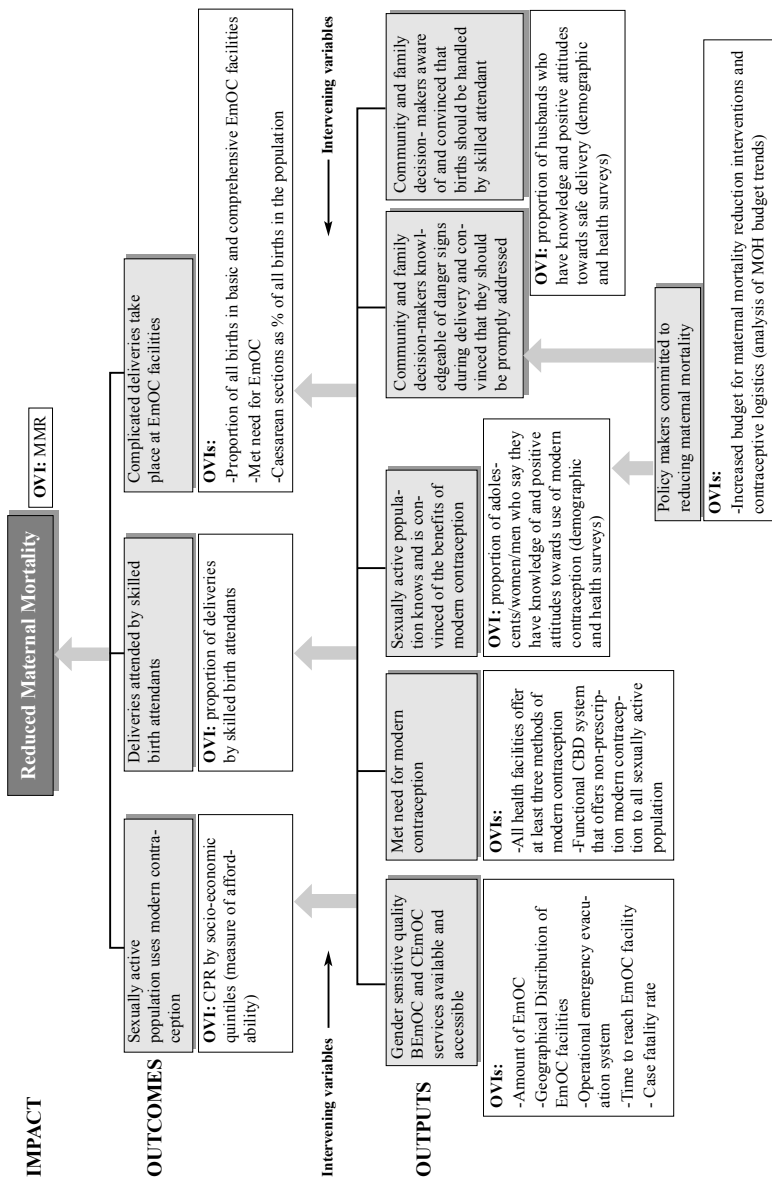 IMPACT
Reduced Maternal Mortality
OVI: MMR
OUTCOMES
Sexually active
population uses modern contra-
ception
OVI: CPR by socio-economic
quintiles (measure of afford-
ability)
Deliveries attended by skilled
birth attendants
OVI: proportion of deliveries
by skilled birth attendants
Complicated deliveries take
place at EmOC facilities
OVIs:
-Proportion of all births in basic and comprehensive EmOC facilities
-Met need for EmOC
-Caesarean sections as % of all births in the population
Intervening variables
Intervening variables
OUTPUTS
Gender sensitive quality
BEmOC and CEmOC
services available and
accessible
OVIs:
-Amount of EmOC
-Geographical Distribution of
EmOC facilities
-Operational emergency evacu-
ation system
-Time to reach EmOC facility
- Case fatality rate
Met need for modern
contraception
OVIs:
-All health facilities offer
at least three methods of
modern contraception
-Functional CBD system
that offers non-prescrip-
tion modern contracep-
tion to all sexually active
population
Sexually active popula-
tion knows and is con-
vinced of the benefits of
modern contraception
OVI: proportion of adoles-
cents/women/men who say they
have knowledge of and positive
attitudes towards use of modern
contraception (demographic
and health surveys)
Community and family
decision-makers knowl-
edgeable of danger signs
during delivery and con-
vinced that they should
be promptly addressed
Community and family
decision- makers aware
of and convinced that
births should be handled
by skilled attendant
OVI: proportion of husbands who
have knowledge and positive attitudes
towards safe delivery (demographic
and health surveys)
Policy makers committed to
reducing maternal mortality
OVIs:
-Increased budget for maternal mortality reduction interventions and
contraceptive logistics (analysis of MOH budget trends)